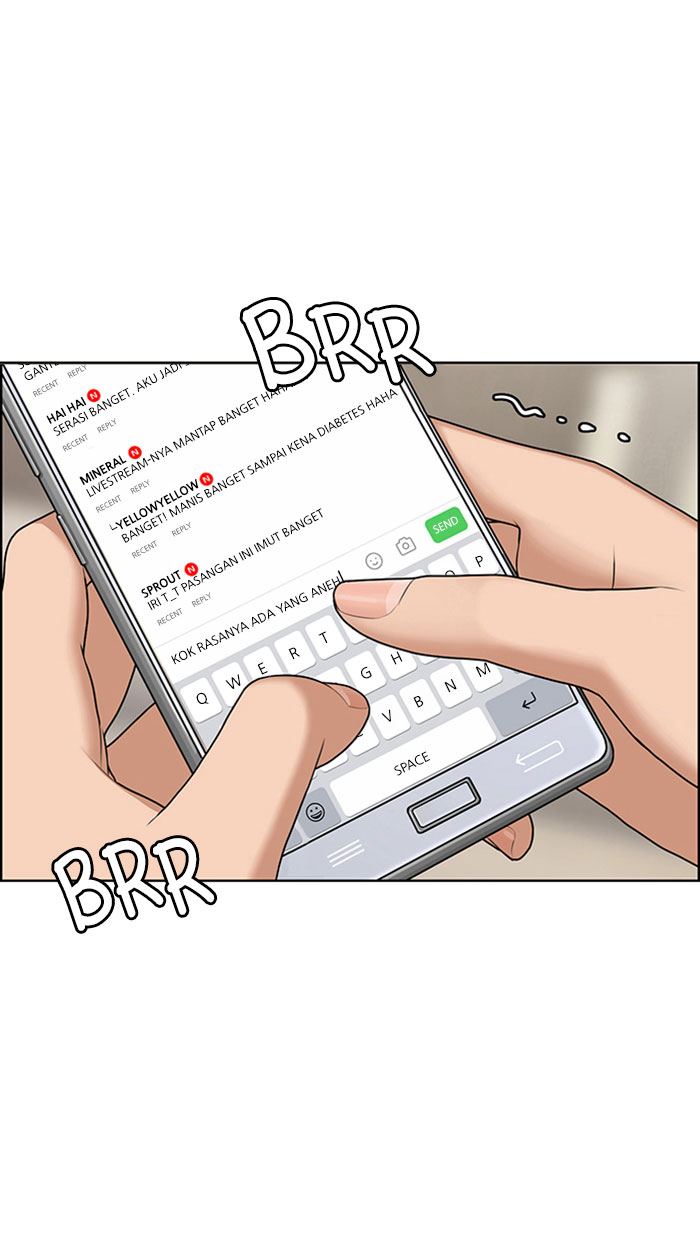 BRR
GANTE
RECENT REPLY
HAI HAI N
SERASI BANGET. AKU JADI
RECENT REPLY
MINERAL N
LIVESTREAM-NYA MANTAP BANGET HAHA
RECENT REPLY
└YELLOWYELLOW N
BANGET! MANIS BANGET SAMPAI KENA DIABETES HAHA
RECENT REPLY
SPROUT N
IRI T_T PASANGAN INI IMUT BANGET
RECENT REPLY
SEND
KOK RASANYA ADA YANG ANEH
Q W E R T O P
G H
V B N M
SPACE
BRR